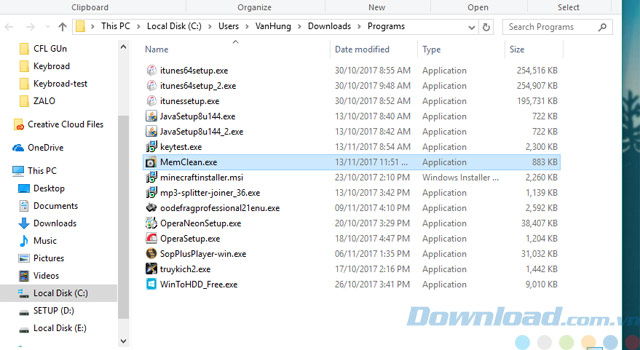 Clipboard Organize New Open Select
This PC > Local Disk (C:) > Users > VanHung > Downloads > Programs
Search Programs
CFL GUn
Keybroad
Keybroad-test
ZALO
Creative Cloud Files
OneDrive
This PC
Desktop
Documents
Downloads
Music
Pictures
Videos
Local Disk (C:)
SETUP (D:)
Local Disk (E:)
Name Date modified Type Size
itunes64setup.exe 30/10/2017 8:55 AM Application 254,516 KB
itunes64setup_2.exe 30/10/2017 9:48 AM Application 254,907 KB
itunessetup.exe 30/10/2017 8:52 AM Application 195,731 KB
JavaSetup8u144.exe 13/10/2017 8:40 AM Application 722 KB
JavaSetup8u144_2.exe 13/10/2017 8:42 AM Application 722 KB
keytest.exe 13/11/2017 8:54 AM Application 2,300 KB
MemClean.exe 13/11/2017 11:51 ... Application 883 KB
minecraftinstaller.msi 23/10/2017 2:10 PM Windows Installer ... 2,260 KB
mp3-splitter-joiner_36.exe 13/10/2017 3:42 PM Application 1,139 KB
oodefragprofessional21enu.exe 09/11/2017 4:10 PM Application 2,592 KB
OperaNeonSetup.exe 20/10/2017 3:29 PM Application 38,407 KB
OperaSetup.exe 18/10/2017 4:47 PM Application 1,204 KB
SopPlusPlayer-win.exe 06/11/2017 1:35 PM Application 31,032 KB
truykich2.exe 17/10/2017 2:16 PM Application 1,442 KB
WinToHDD_Free.exe 26/10/2017 3:41 PM Application 9,010 KB
Download.com.vn